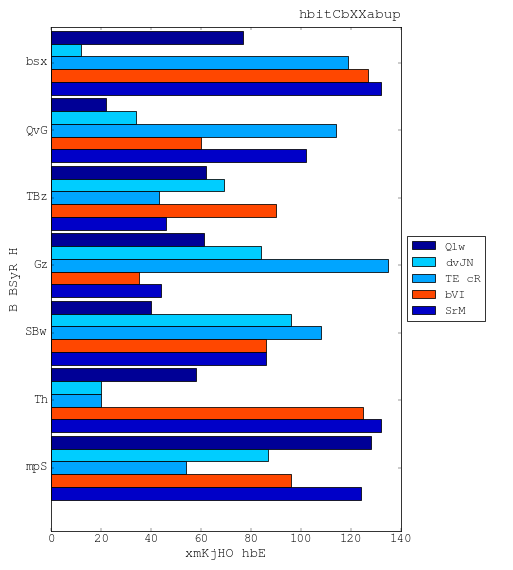 hbitCbXXabup
bsx
QvG
TBz
Gz
SBw
Th
mpS
B BSyR H
0 20 40 60 80 100 120 140
xmKjHO hbE
Qlw
dvJN
TE cR
bVI
SrM